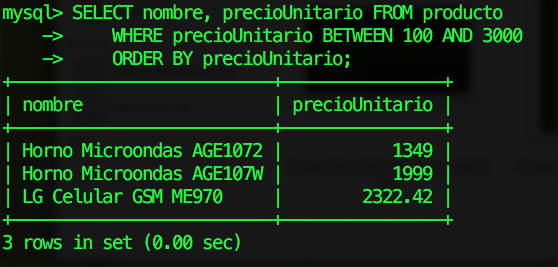 mysql> SELECT nombre, precioUnitario FROM producto
    ->     WHERE precioUnitario BETWEEN 100 AND 3000
    ->     ORDER BY precioUnitario;
+-----------------------+----------------+
| nombre                | precioUnitario |
+-----------------------+----------------+
| Horno Microondas AGE1072 |           1349 |
| Horno Microondas AGE107W |           1999 |
| LG Celular GSM ME970     |        2322.42 |
+-----------------------+----------------+
3 rows in set (0.00 sec)